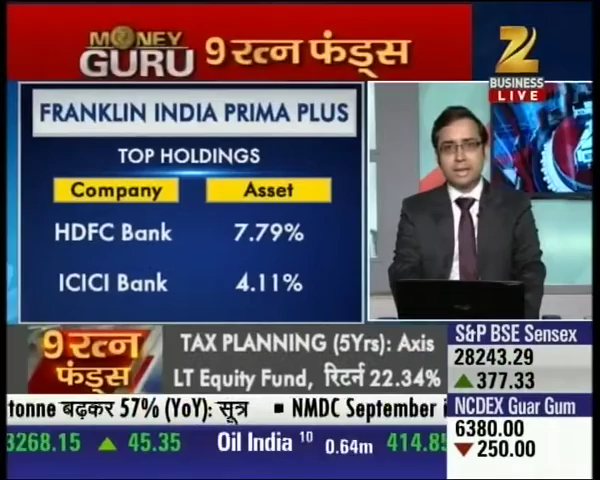 MONEY
GURU
9 रत्न फंड्स
Z
BUSINESS
LIVE
FRANKLIN INDIA PRIMA PLUS
TOP HOLDINGS
Company Asset
HDFC Bank 7.79%
ICICI Bank 4.11%
9 रत्न
फंड्स
TAX PLANNING (5Yrs): Axis
LT Equity Fund, रिटर्न 22.34%
S&P BSE Sensex
28243.29
377.33
tonne बढ़कर 57% (YoY): सूत्र ■ NMDC September i
NCDEX Guar Gum
6380.00
250.00
3268.15 45.35 Oil India 10 0.64m 414.85